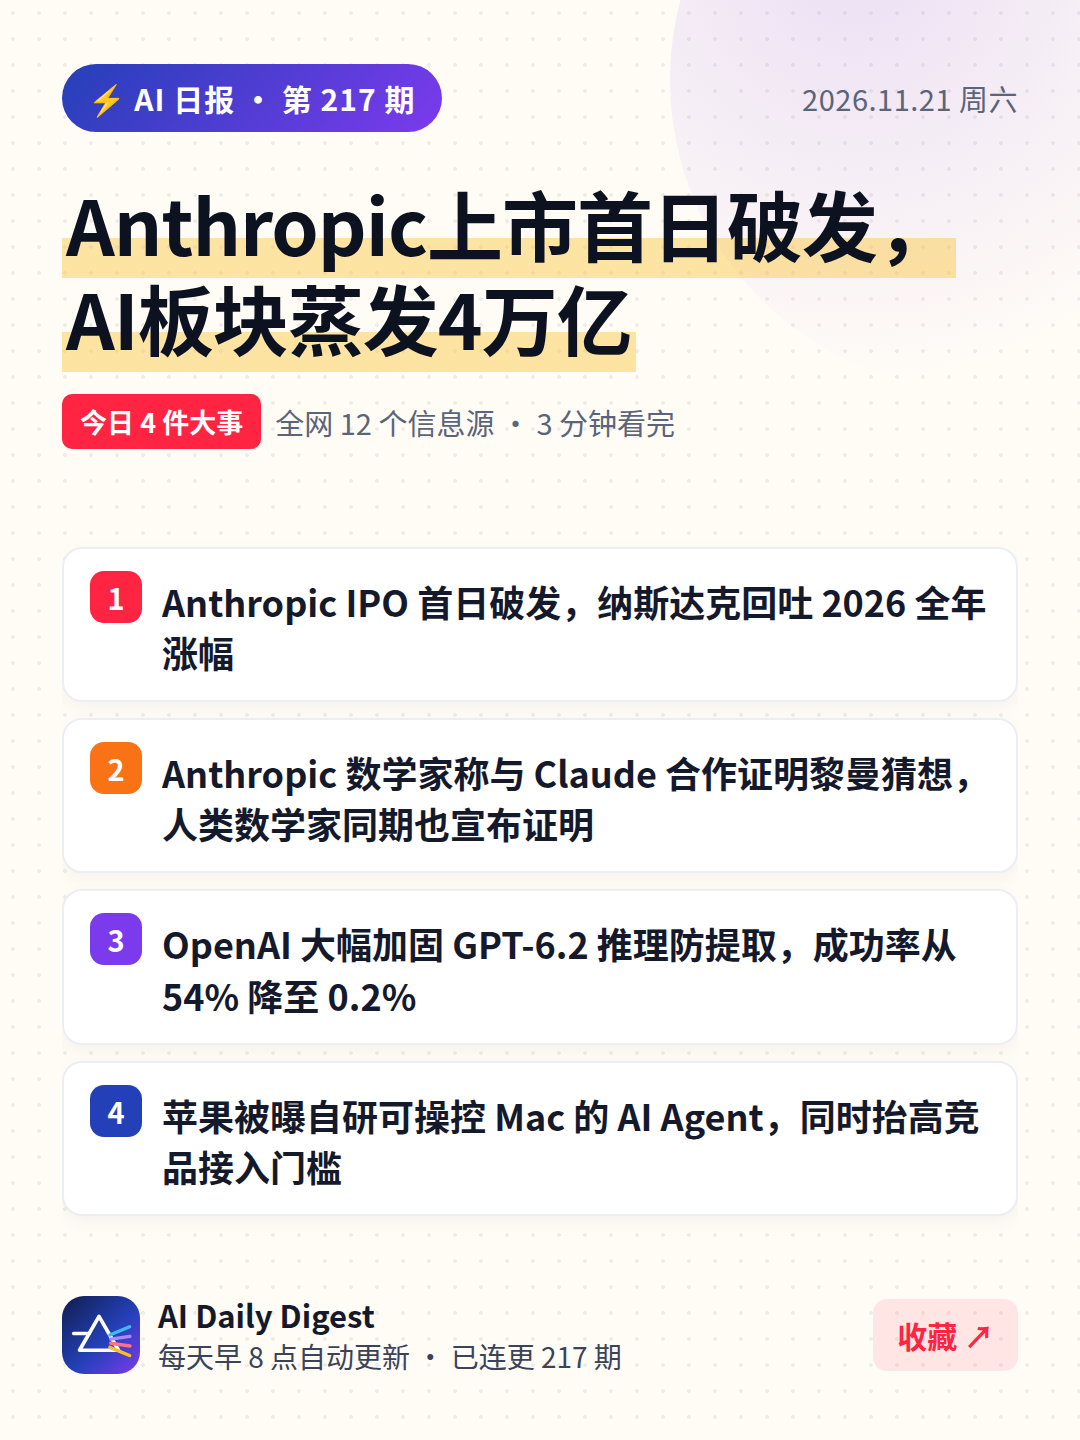 ⚡ AI 日报 · 第 217 期
2026.11.21 周六
Anthropic上市首日破发，
AI板块蒸发4万亿
今日 4 件大事
全网 12 个信息源 · 3 分钟看完
1
Anthropic IPO 首日破发，纳斯达克回吐 2026 全年
涨幅
2
Anthropic 数学家称与 Claude 合作证明黎曼猜想，
人类数学家同期也宣布证明
3
OpenAI 大幅加固 GPT-6.2 推理防提取，成功率从
54% 降至 0.2%
4
苹果被曝自研可操控 Mac 的 AI Agent，同时抬高竞
品接入门槛
AI Daily Digest
每天早 8 点自动更新 · 已连更 217 期
收藏 ↗